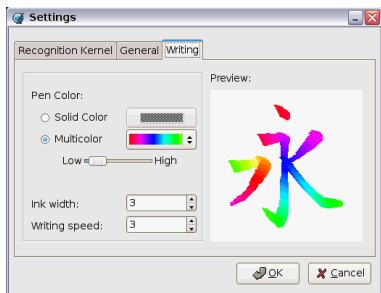 Settings
Recognition Kernel General Writing
Preview:
Pen Color:
Solid Color
Multicolor
Low High
永
Ink width: 3
Writing speed: 3
OK Cancel